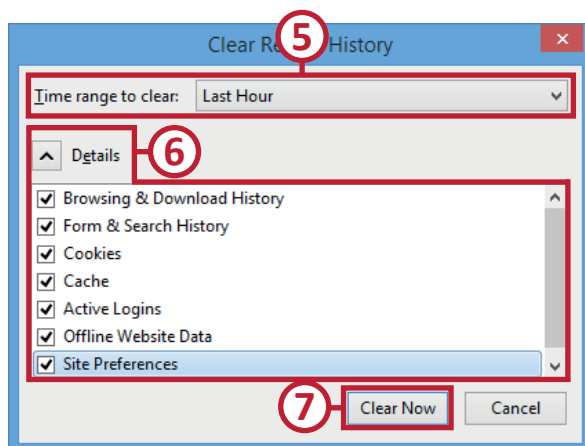 Clear Re History
5
Time range to clear: Last Hour
6
Details
Browsing & Download History
Form & Search History
Cookies
Cache
Active Logins
Offline Website Data
Site Preferences
7
Clear Now Cancel